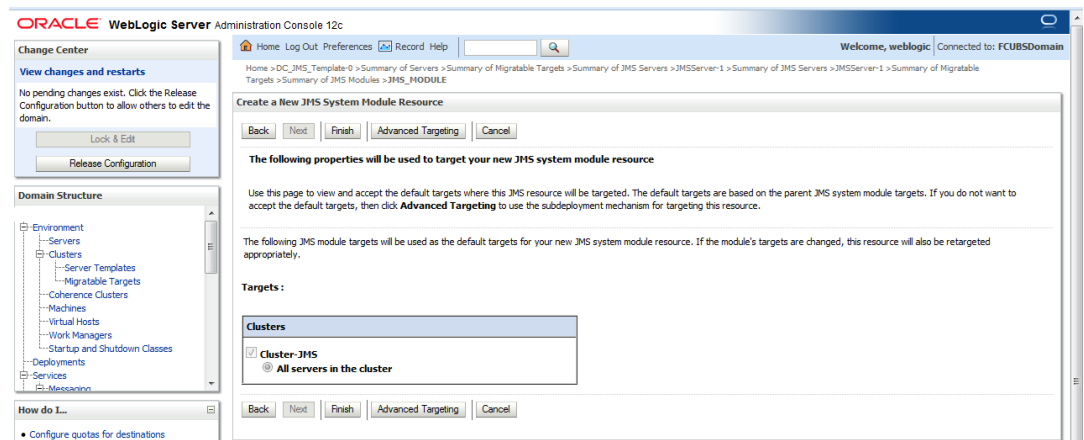 ORACLE WebLogic Server Administration Console 12c
Change Center
View changes and restarts
No pending changes exist. Click the Release
Configuration button to allow others to edit the
domain.
Lock & Edit
Release Configuration
Domain Structure
Environment
Servers
Clusters
Server Templates
Migratable Targets
Coherence Clusters
Machines
Virtual Hosts
Work Managers
Startup and Shutdown Classes
Deployments
Services
Messaging
How do I...
Configure quotas for destinations
Home Log Out Preferences Record Help
Welcome, weblogic Connected to: FCUBSDomain
Home >DC_JMS_Template-0 >Summary of Servers >Summary of Migratable Targets >Summary of JMS Servers >JMSServer-1 >Summary of JMS Servers >JMSServer-1 >Summary of Migratable
Targets >Summary of JMS Modules >JMS_MODULE
Create a New JMS System Module Resource
Back Next Finish Advanced Targeting Cancel
The following properties will be used to target your new JMS system module resource
Use this page to view and accept the default targets where this JMS resource will be targeted. The default targets are based on the parent JMS system module targets. If you do not want to
accept the default targets, then click Advanced Targeting to use the subdeployment mechanism for targeting this resource.
The following JMS module targets will be used as the default targets for your new JMS system module resource. If the module's targets are changed, this resource will also be retargeted
appropriately.
Targets :
Clusters
Cluster-JMS
All servers in the cluster
Back Next Finish Advanced Targeting Cancel